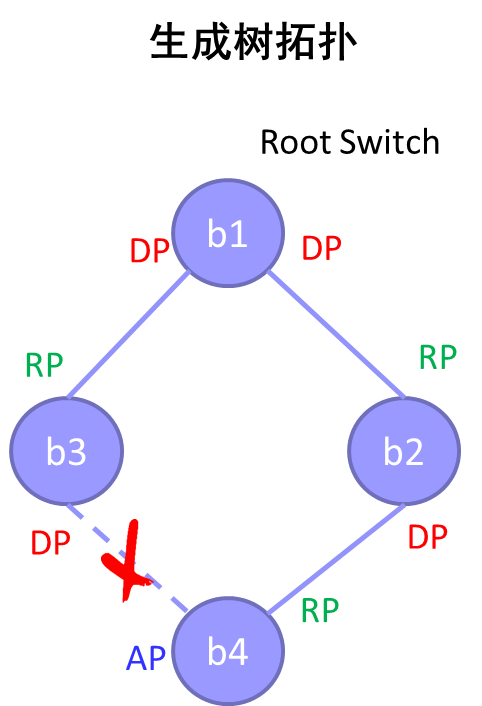 生成树拓扑
Root Switch
b1
DP
DP
RP
RP
b3
b2
DP
DP
RP
AP
b4